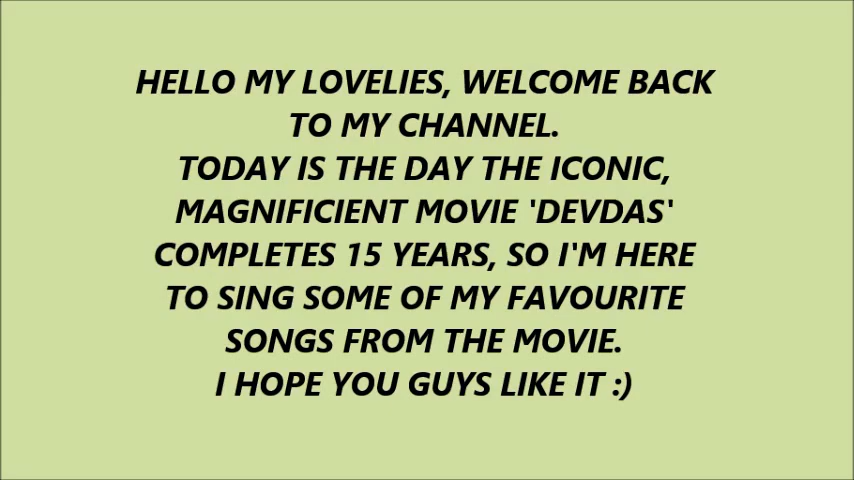 HELLO MY LOVELIES, WELCOME BACK
TO MY CHANNEL.
TODAY IS THE DAY THE ICONIC,
MAGNIFICIENT MOVIE 'DEVDAS'
COMPLETES 15 YEARS, SO I'M HERE
TO SING SOME OF MY FAVOURITE
SONGS FROM THE MOVIE.
I HOPE YOU GUYS LIKE IT :)